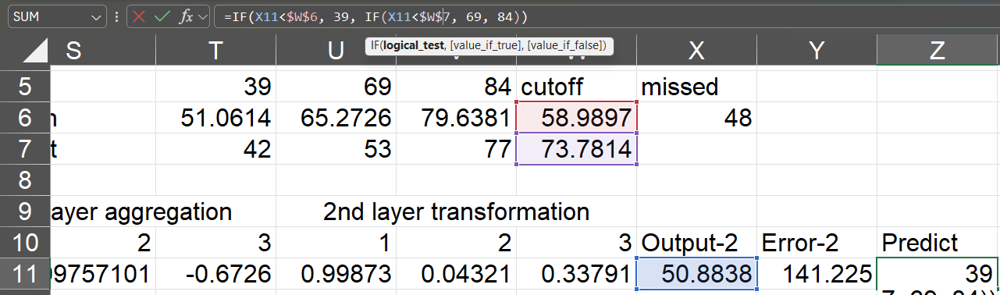 SUM fx =IF(X11<$W$6, 39, IF(X11<$W$7, 69, 84))
IF(logical_test, [value_if_true], [value_if_false])
S T U X Y Z
5 39 69 84 cutoff missed
6 n 51.0614 65.2726 79.6381 58.9897 48
7 t 42 53 77 73.7814
8
9 ayer aggregation 2nd layer transformation
10 2 3 1 2 3 Output-2 Error-2 Predict
11 9757101 -0.6726 0.99873 0.04321 0.33791 50.8838 141.225 39
7, 69, 84))